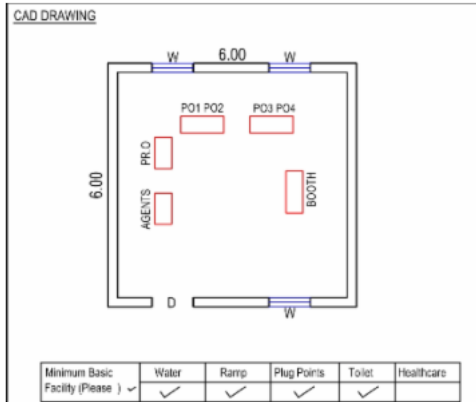 CAD DRAWING
W 6.00 W
PO1 PO2 PO3 PO4
PR.O
6.00
BOOTH
AGENTS
D
W
Minimum Basic Water Ramp Plug Points Toilet Healthcare
Facility (Please ) ✓ ✓ ✓ ✓ ✓